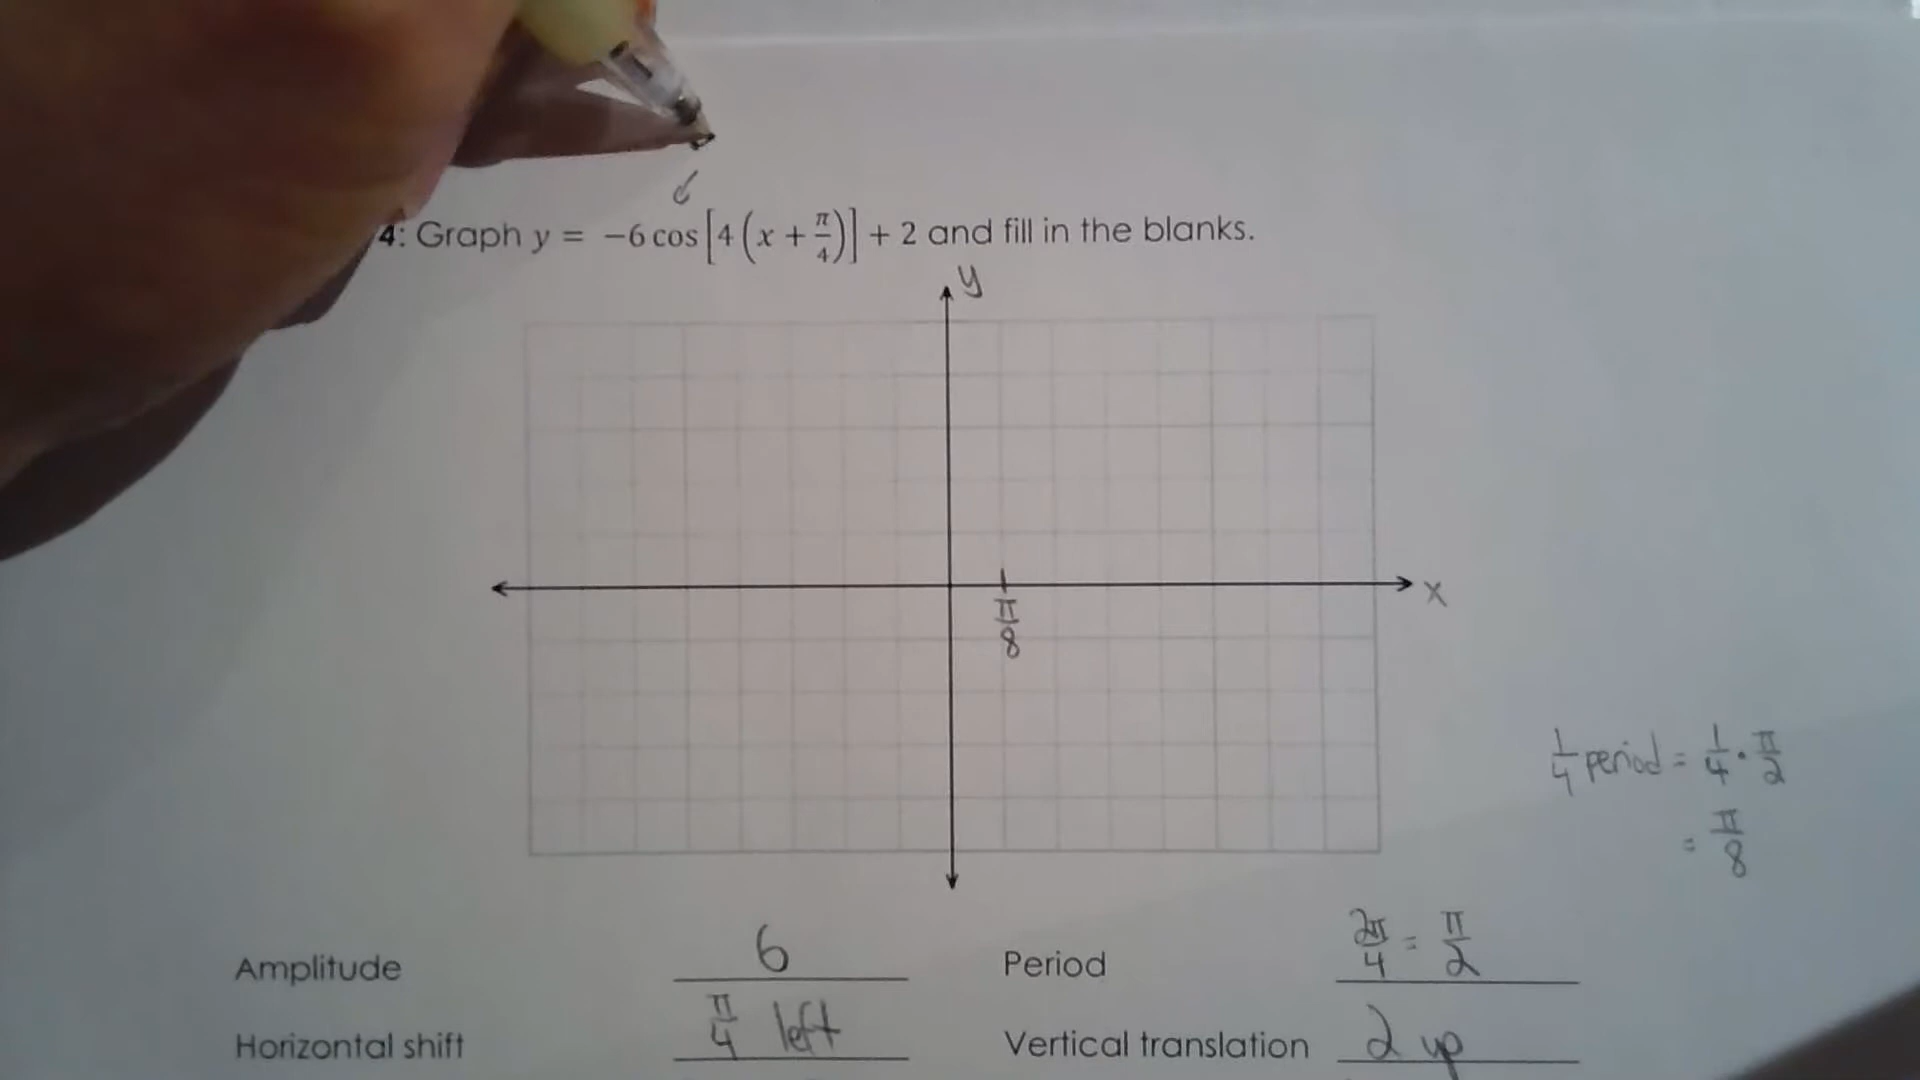 4: Graph y = −6 cos [4 (x + π/4)] + 2 and fill in the blanks.
y
x
π/8
1/4 period = 1/4 · π/2
= π/8
Amplitude 6 Period 2π/4 = π/2
Horizontal shift π/4 left Vertical translation 2 up